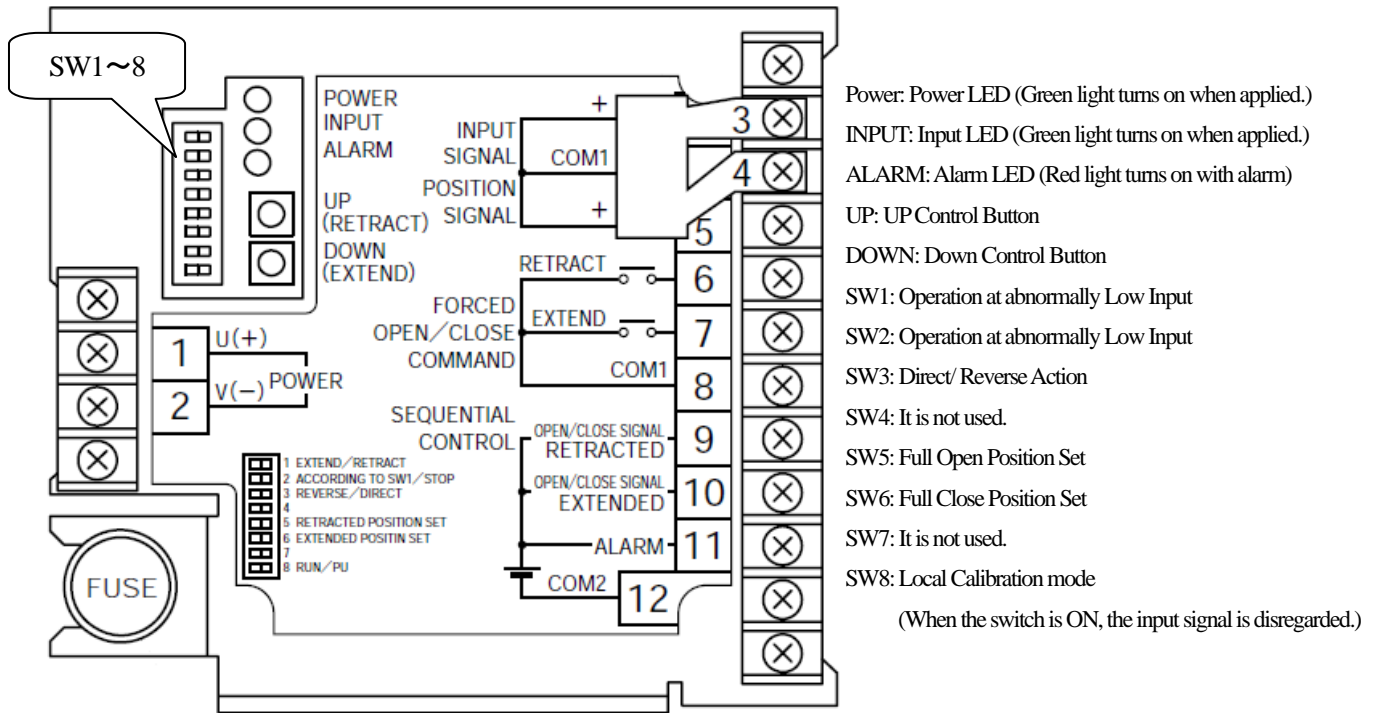 SW1～8
POWER
INPUT
ALARM
UP
(RETRACT)
DOWN
(EXTEND)
INPUT
SIGNAL
+
COM1
POSITION
SIGNAL
+
3
4
5
RETRACT
6
FORCED
OPEN/CLOSE
COMMAND
EXTEND
7
COM1
8
1
U(+)
POWER
2
V(−)
SEQUENTIAL
CONTROL
OPEN/CLOSE SIGNAL
RETRACTED
9
OPEN/CLOSE SIGNAL
EXTENDED
10
ALARM
11
COM2
12
1 EXTEND/RETRACT
2 ACCORDING TO SW1/STOP
3 REVERSE/DIRECT
4
5 RETRACTED POSITION SET
6 EXTENDED POSITIN SET
7
8 RUN/PU
FUSE
Power: Power LED (Green light turns on when applied.)
INPUT: Input LED (Green light turns on when applied.)
ALARM: Alarm LED (Red light turns on with alarm)
UP: UP Control Button
DOWN: Down Control Button
SW1: Operation at abnormally Low Input
SW2: Operation at abnormally Low Input
SW3: Direct/ Reverse Action
SW4: It is not used.
SW5: Full Open Position Set
SW6: Full Close Position Set
SW7: It is not used.
SW8: Local Calibration mode
(When the switch is ON, the input signal is disregarded.)